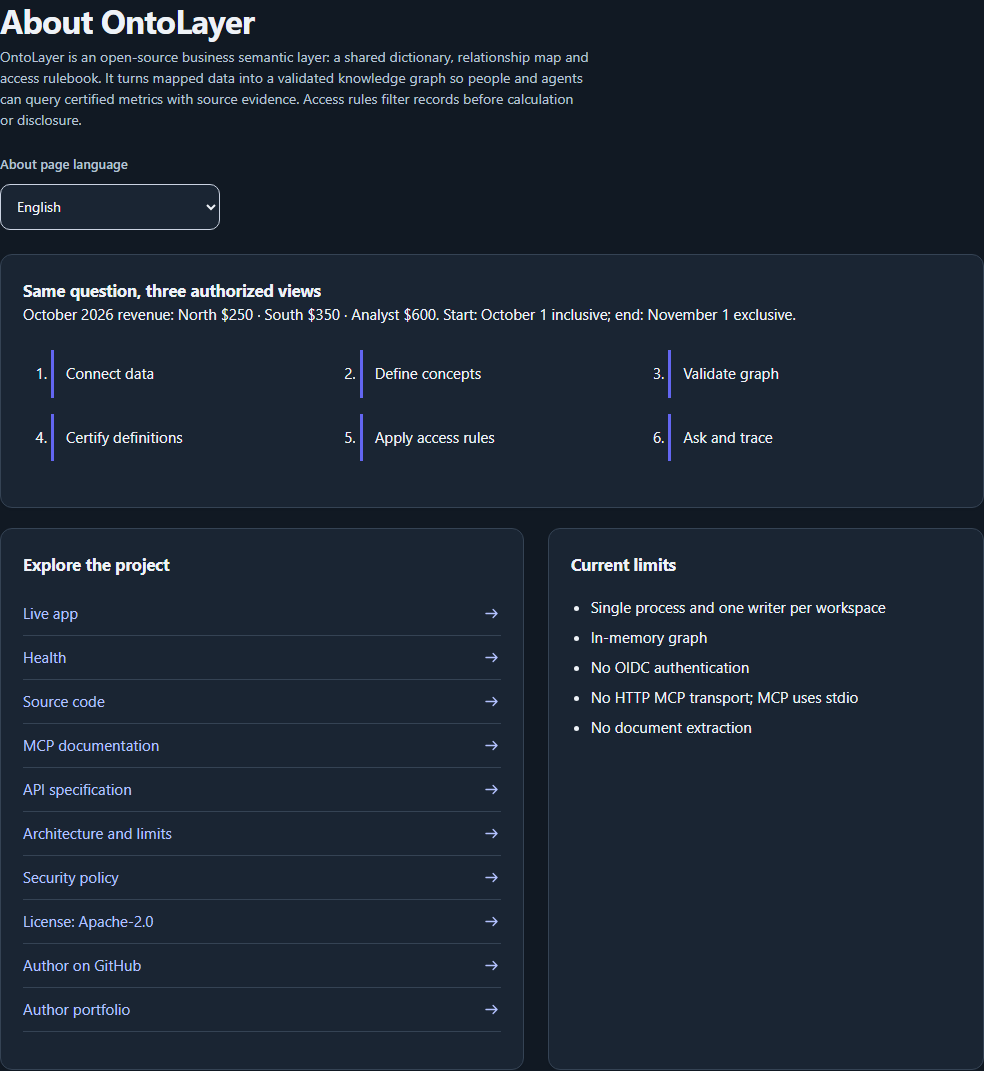 About OntoLayer
OntoLayer is an open-source business semantic layer: a shared dictionary, relationship map and
access rulebook. It turns mapped data into a validated knowledge graph so people and agents
can query certified metrics with source evidence. Access rules filter records before calculation
or disclosure.
About page language
English
Same question, three authorized views
October 2026 revenue: North $250 · South $350 · Analyst $600. Start: October 1 inclusive; end: November 1 exclusive.
1. Connect data
2. Define concepts
3. Validate graph
4. Certify definitions
5. Apply access rules
6. Ask and trace
Explore the project
Live app →
Health →
Source code →
MCP documentation →
API specification →
Architecture and limits →
Security policy →
License: Apache-2.0 →
Author on GitHub →
Author portfolio →
Current limits
• Single process and one writer per workspace
• In-memory graph
• No OIDC authentication
• No HTTP MCP transport; MCP uses stdio
• No document extraction